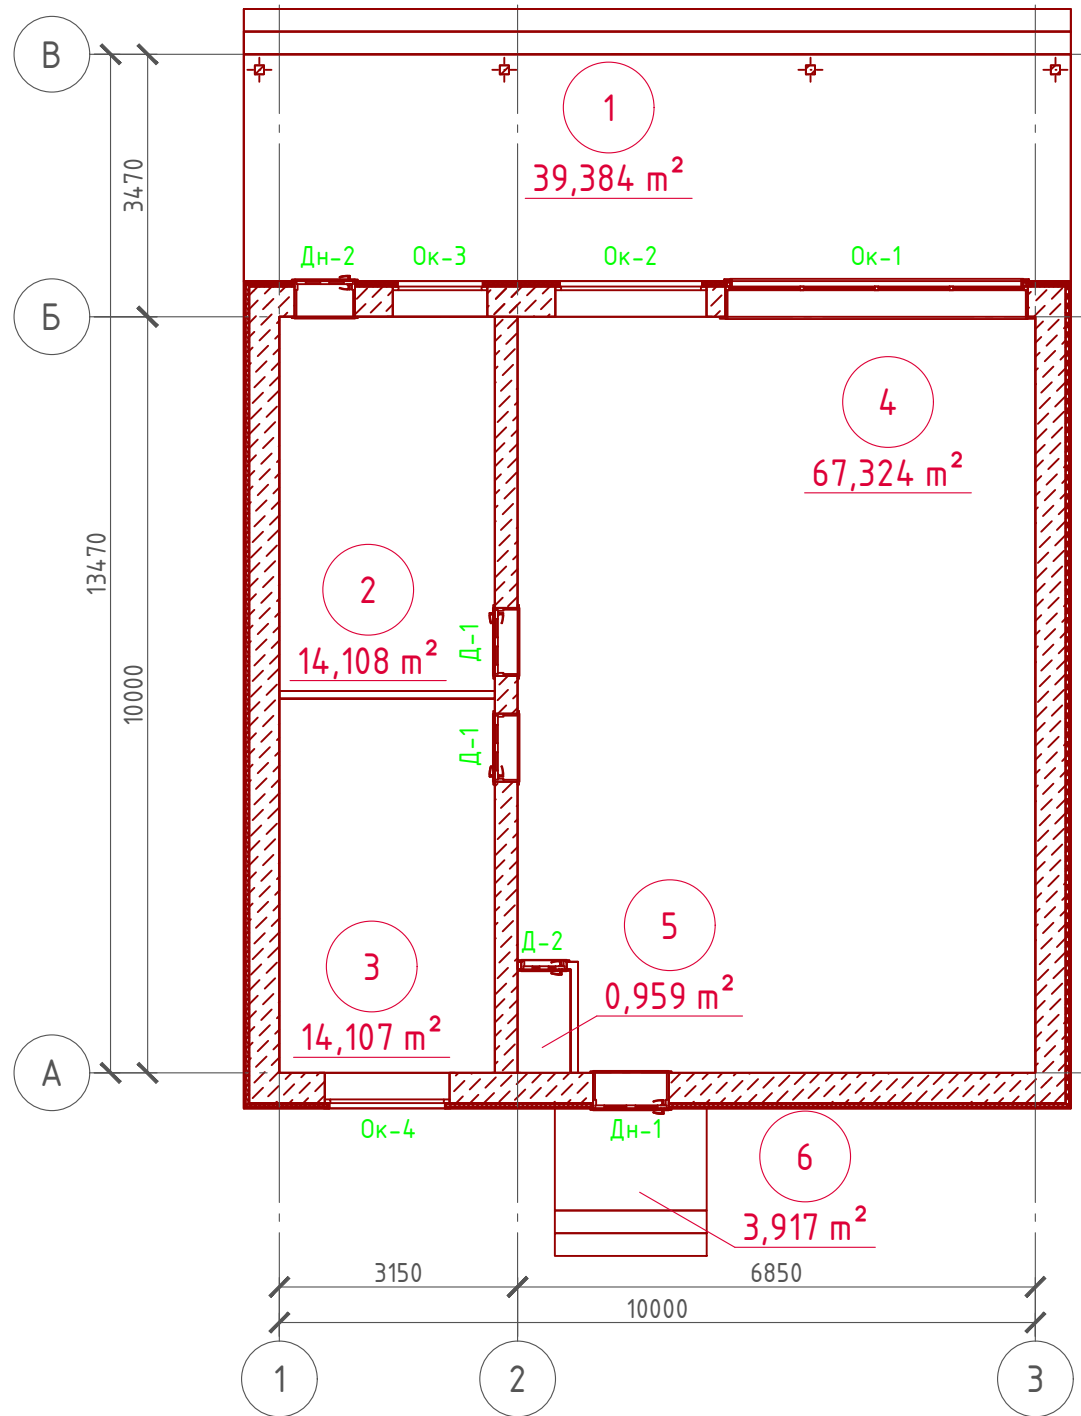 В
1
39,384 m²
3470
Дн-2
Ок-3
Ок-2
Ок-1
Б
4
67,324 m²
13470
2
14,108 m²
Д-1
10000
Д-1
5
Д-2
3
0,959 m²
14,107 m²
А
Ок-4
Дн-1
6
3,917 m²
3150
6850
10000
1
2
3